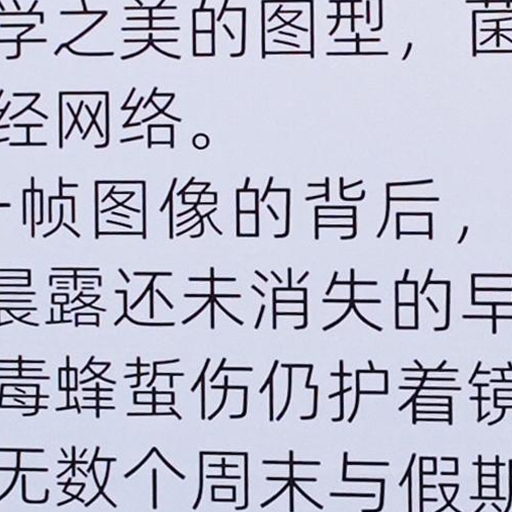 学之美的图型，菌
经网络。
帧图像的背后，
晨露还未消失的早
毒蜂蜇伤仍护着镜
无数个周末与假期